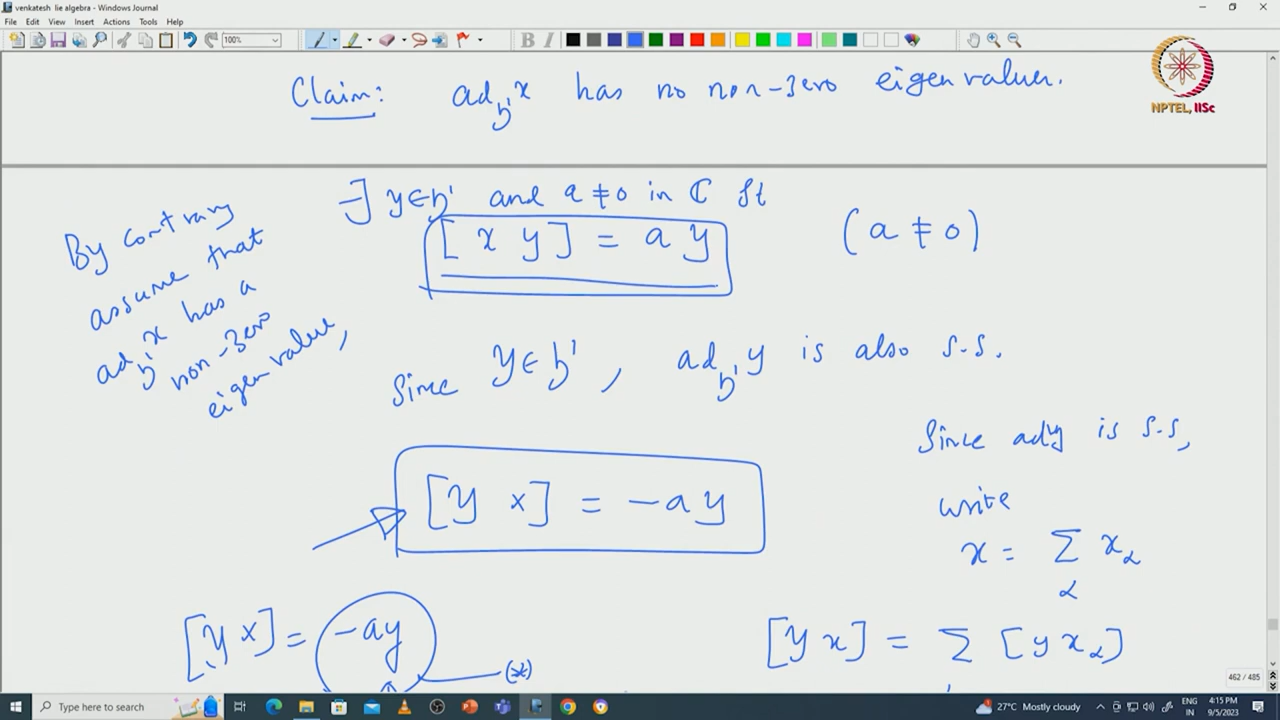 venkatesh lie algebra - Windows Journal
File Edit View Insert Actions Tools Help
100%
NPTEL, IISc
Claim: ad_h' x has no non-zero eigen values.
∃ y∈h' and a≠0 in ℂ st
[x y] = a y (a ≠ 0)
By contrary
assume that
ad_h' x has a
non-zero
eigen value,
Since y∈h', ad_h' y is also s.s.
[y x] = -a y
Since ad y is s.s,
write
x = Σ_α x_α
[y x] = -ay
(*)
[y x] = Σ [y x_α]
462 / 485
Type here to search
27°C Mostly cloudy
ENG
IN
4:15 PM
9/5/2023